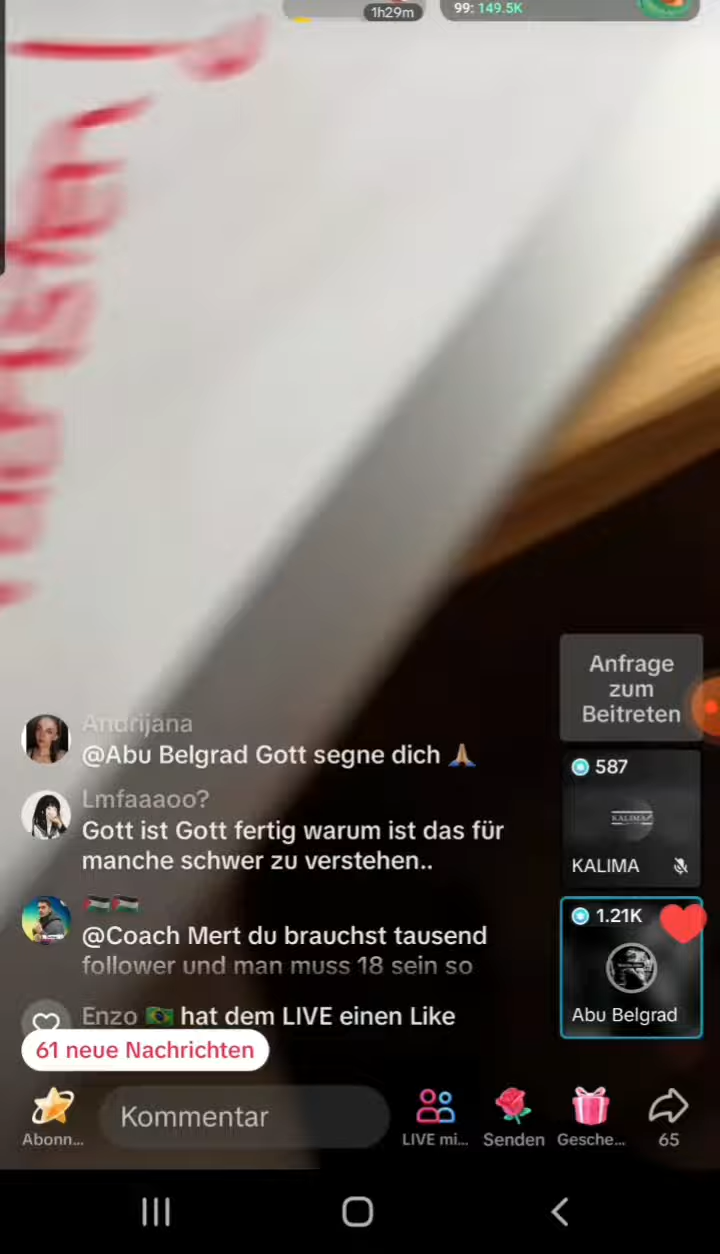 1h29m
99: 149.5K
Anfrage
zum
Beitreten
587
KALIMA
KALIMA
1.21K
Abu Belgrad
Andrijana
@Abu Belgrad Gott segne dich 🙏🏽
Lmfaaaoo?
Gott ist Gott fertig warum ist das für
manche schwer zu verstehen..
🇵🇸🇵🇸
@Coach Mert du brauchst tausend
follower und man muss 18 sein so
Enzo 🇧🇷 hat dem LIVE einen Like
61 neue Nachrichten
Abonn...
Kommentar
LIVE mi...
Senden
Gesche...
65